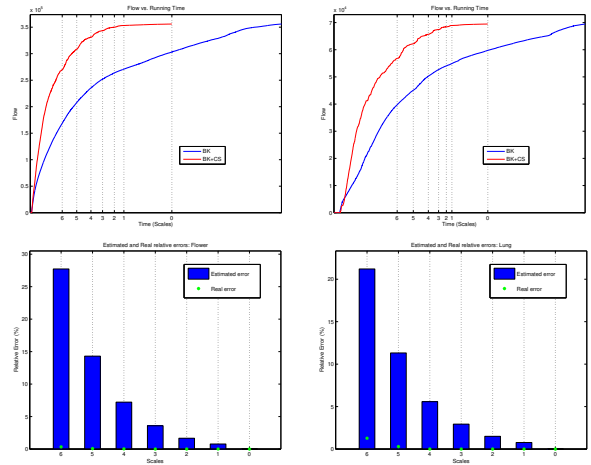 Flow vs. Running Time
x 10
3.5
3
2.5
2
1.5
1
0.5
0
Flow
BK
BK+CS
6 5 4 3 2 1 0
Time (Scales)
Flow vs. Running Time
x 10
7
6
5
4
3
2
1
0
Flow
BK
BK+CS
6 5 4 3 2 1 0
Time (Scales)
Estimated and Real relative errors: Flower
30
25
20
15
10
5
0
Relative Error (%)
Estimated error
Real error
6 5 4 3 2 1 0
Scales
Estimated and Real relative errors: Lung
20
15
10
5
0
Relative Error (%)
Estimated error
Real error
6 5 4 3 2 1 0
Scales